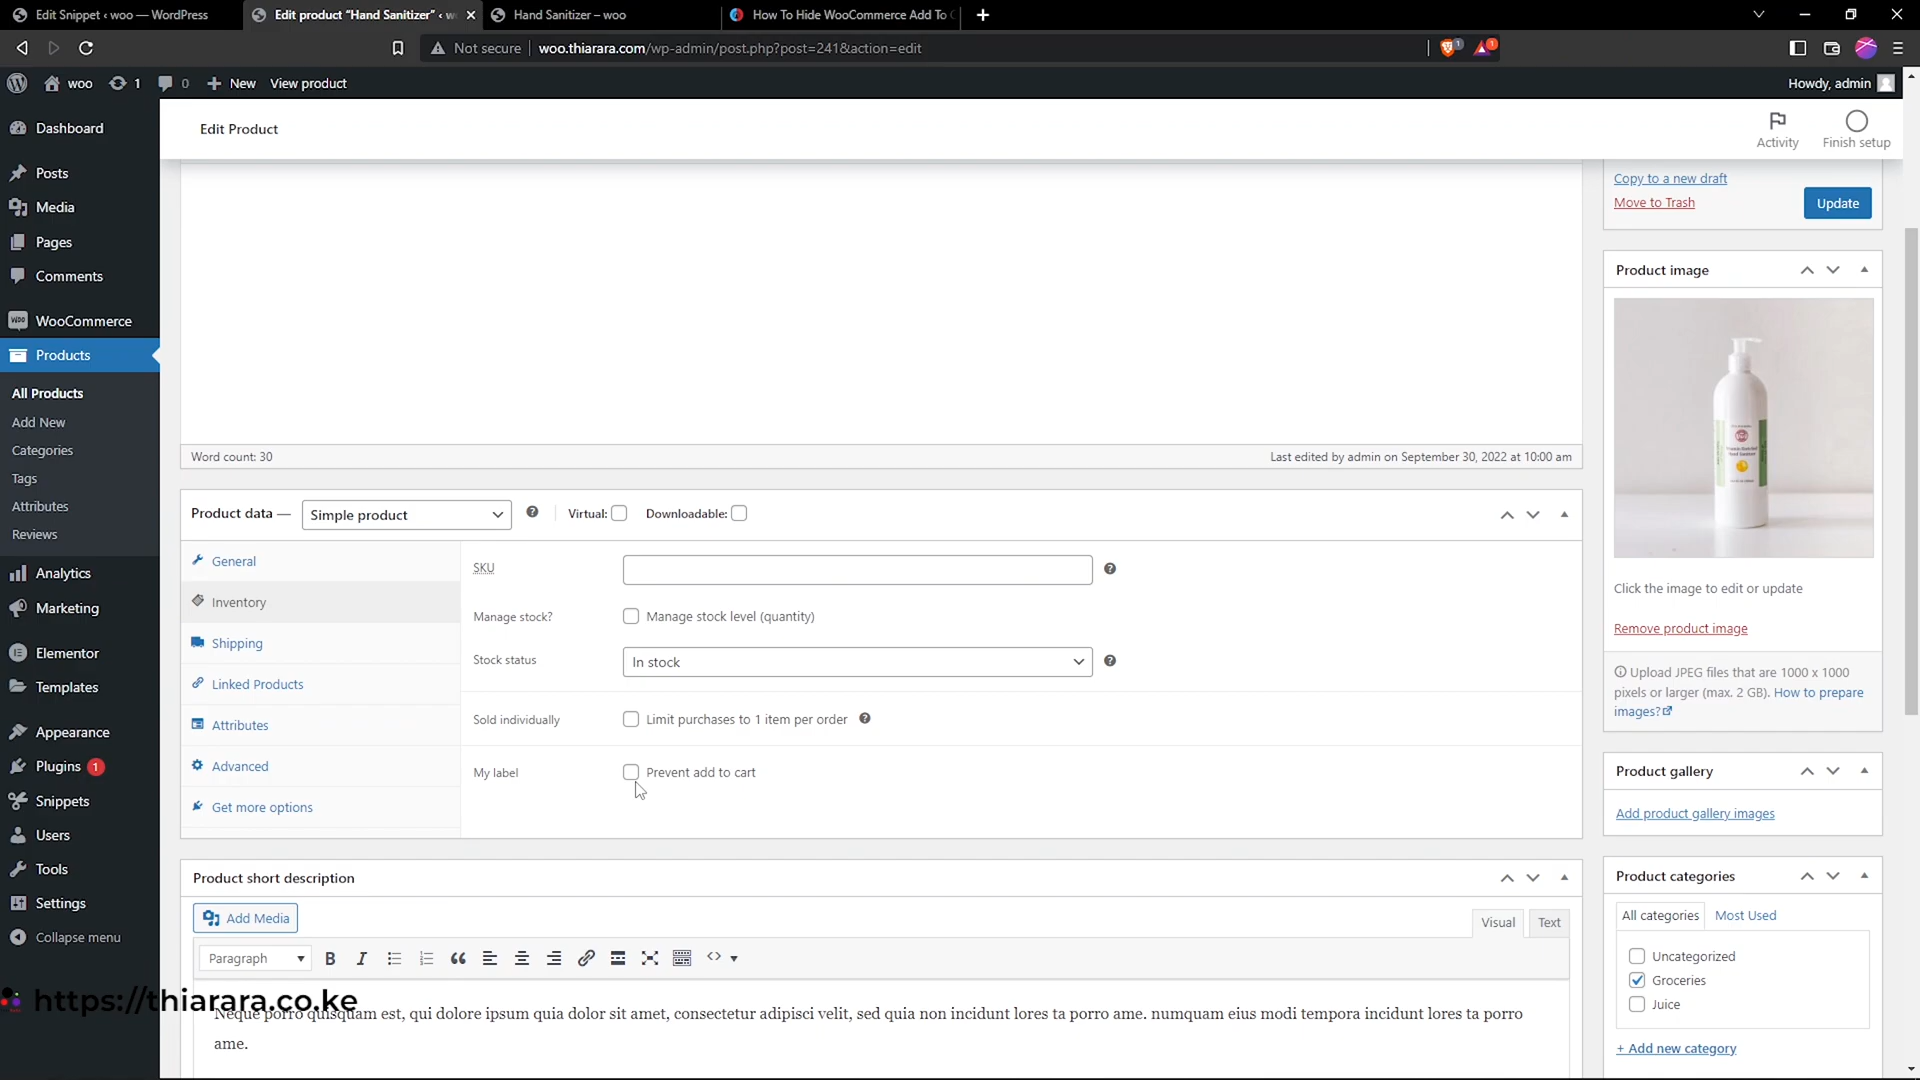 Edit Snippet ‹ woo — WordPress
Edit product “Hand Sanitizer” ‹ w
Hand Sanitizer – woo
How To Hide WooCommerce Add To
Not secure
woo.thiarara.com/wp-admin/post.php?post=241&action=edit
1
1
woo
1
0
New
View product
Howdy, admin
Edit Product
Activity
Finish setup
Dashboard
Posts
Media
Pages
Comments
WooCommerce
Products
All Products
Add New
Categories
Tags
Attributes
Reviews
Analytics
Marketing
Elementor
Templates
Appearance
Plugins 1
Snippets
Users
Tools
Settings
Collapse menu
Copy to a new draft
Move to Trash
Update
Word count: 30
Last edited by admin on September 30, 2022 at 10:00 am
Product data —
Simple product
Virtual:
Downloadable:
General
Inventory
Shipping
Linked Products
Attributes
Advanced
Get more options
SKU
Manage stock?
Manage stock level (quantity)
Stock status
In stock
Sold individually
Limit purchases to 1 item per order
My label
Prevent add to cart
Product short description
Add Media
Visual
Text
Paragraph
Neque porro quisquam est, qui dolore ipsum quia dolor sit amet, consectetur adipisci velit, sed quia non incidunt lores ta porro ame. numquam eius modi tempora incidunt lores ta porro
ame.
Product image
Click the image to edit or update
Remove product image
Upload JPEG files that are 1000 x 1000
pixels or larger (max. 2 GB). How to prepare
images?
Product gallery
Add product gallery images
Product categories
All categories
Most Used
Uncategorized
Groceries
Juice
+ Add new category
https://thiarara.co.ke